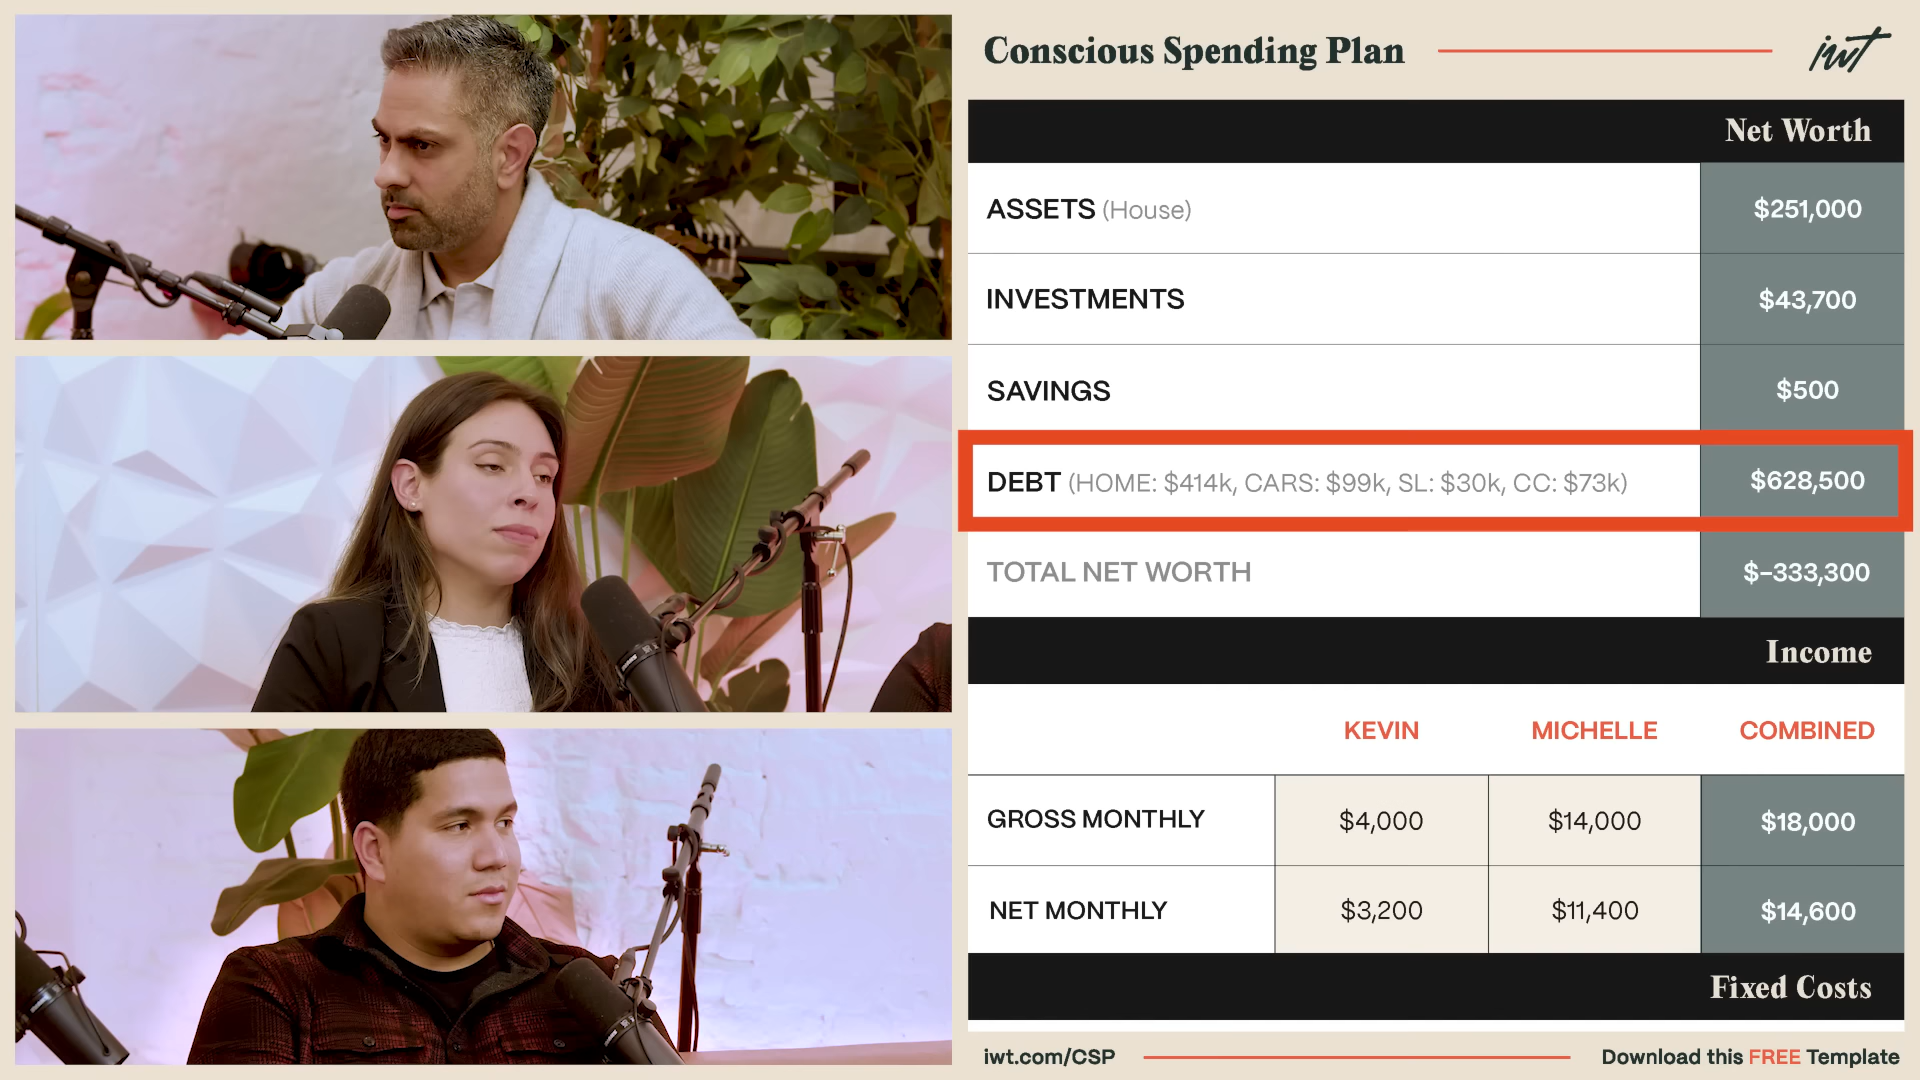 Conscious Spending Plan
iwt
Net Worth
ASSETS (House) $251,000
INVESTMENTS $43,700
SAVINGS $500
DEBT (HOME: $414k, CARS: $99k, SL: $30k, CC: $73k) $628,500
TOTAL NET WORTH $-333,300
Income
KEVIN MICHELLE COMBINED
GROSS MONTHLY $4,000 $14,000 $18,000
NET MONTHLY $3,200 $11,400 $14,600
Fixed Costs
iwt.com/CSP
Download this FREE Template